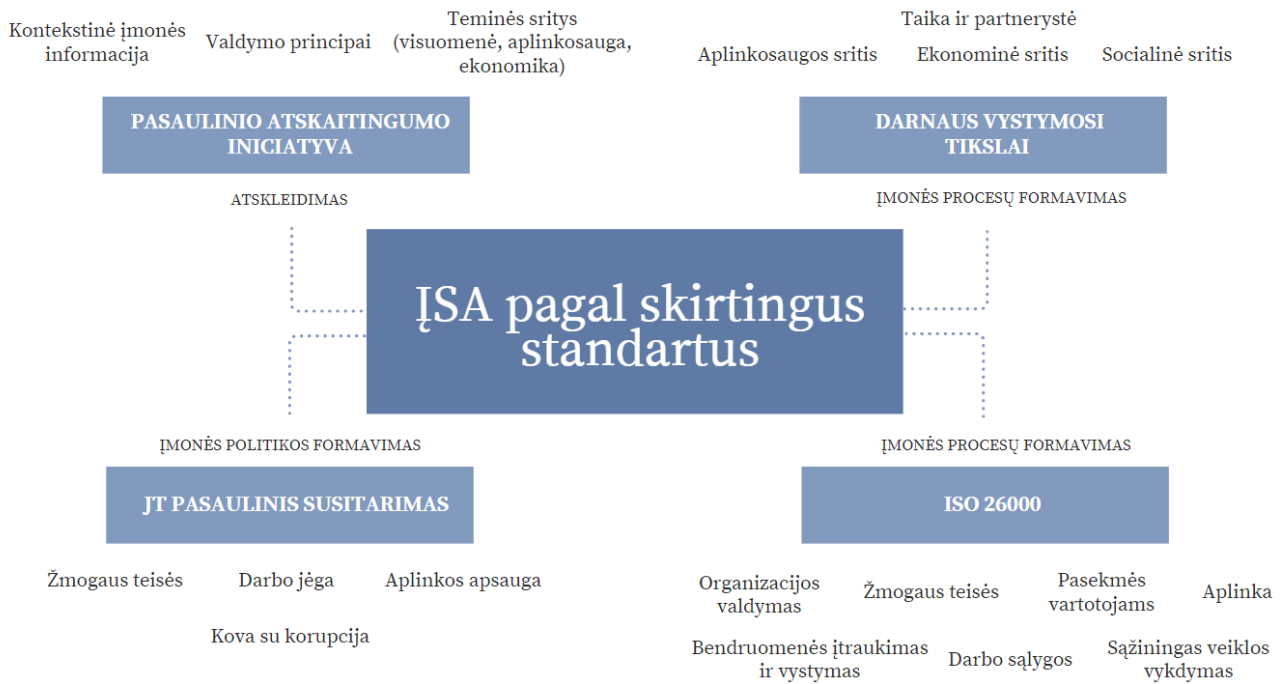 Kontekstinė įmonės
informacija
Valdymo principai
Teminės sritys
(visuomenė, aplinkosauga,
ekonomika)
PASAULINIO ATSKAITINGUMO
INICIATYVA
ATSKLEIDIMAS
Taika ir partnerystė
Aplinkosaugos sritis
Ekonominė sritis
Socialinė sritis
DARNAUS VYSTYMOSI
TIKSLAI
ĮMONĖS PROCESŲ FORMAVIMAS
ĮSA pagal skirtingus
standartus
ĮMONĖS POLITIKOS FORMAVIMAS
JT PASAULINIS SUSITARIMAS
Žmogaus teisės
Darbo jėga
Aplinkos apsauga
Kova su korupcija
ĮMONĖS PROCESŲ FORMAVIMAS
ISO 26000
Organizacijos
valdymas
Žmogaus teisės
Pasekmės
vartotojams
Aplinka
Bendruomenės įtraukimas
ir vystymas
Darbo sąlygos
Sąžiningas veiklos
vykdymas